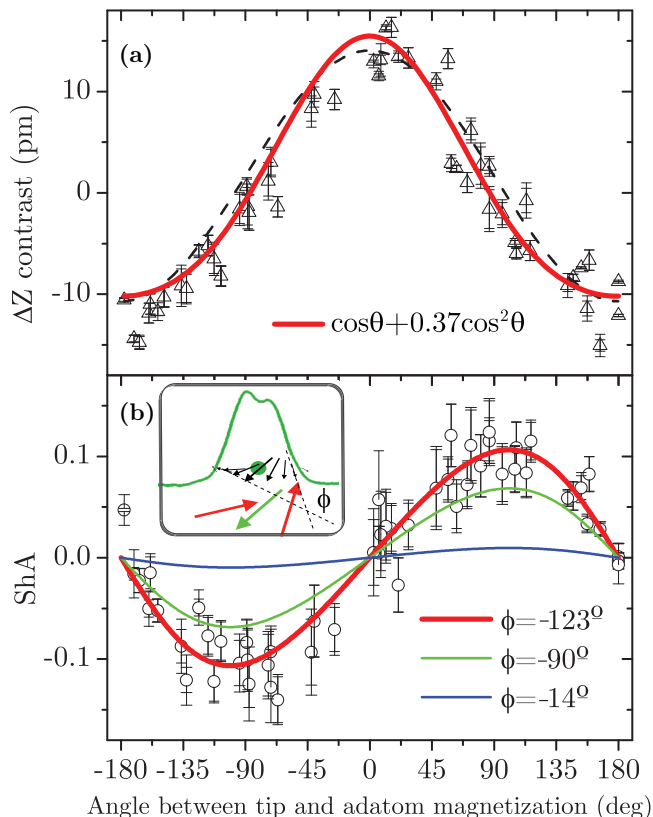 (a)
10
0
-10
ΔZ contrast (pm)
cosθ+0.37cos²θ
(b)
ϕ
0.1
0.0
-0.1
ShA
ϕ=-123º
ϕ=-90º
ϕ=-14º
-180 -135 -90 -45 0 45 90 135 180
Angle between tip and adatom magnetization (deg)